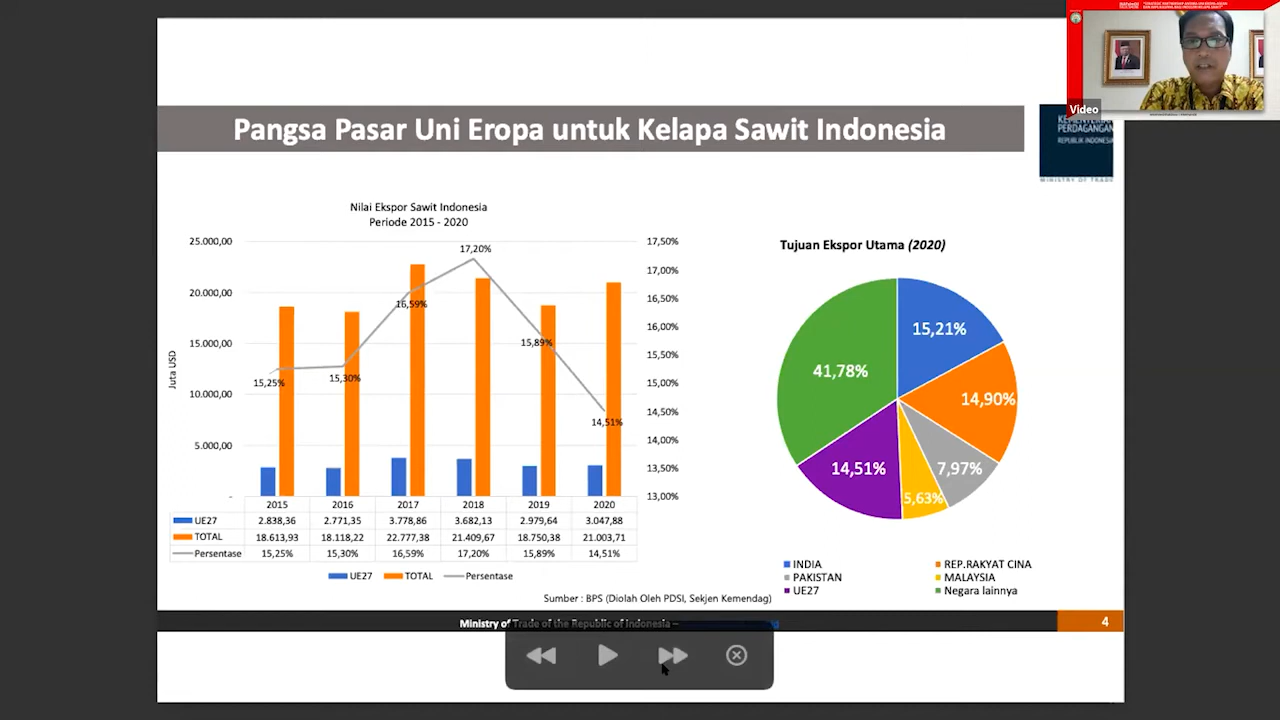 Video
Pangsa Pasar Uni Eropa untuk Kelapa Sawit Indonesia
KEMENTERIAN
PERDAGANGAN
REPUBLIK INDONESIA
MINISTRY OF TRADE
Nilai Ekspor Sawit Indonesia
Periode 2015 - 2020
Juta USD
25.000,00
20.000,00
15.000,00
10.000,00
5.000,00
-
17,50%
17,00%
16,50%
16,00%
15,50%
15,00%
14,50%
14,00%
13,50%
13,00%
15,25%
15,30%
16,59%
17,20%
15,89%
14,51%
2015 2016 2017 2018 2019 2020
UE27 2.838,36 2.771,35 3.778,86 3.682,13 2.979,64 3.047,88
TOTAL 18.613,93 18.118,22 22.777,38 21.409,67 18.750,38 21.003,71
Persentase 15,25% 15,30% 16,59% 17,20% 15,89% 14,51%
UE27 TOTAL Persentase
Tujuan Ekspor Utama (2020)
15,21%
14,90%
7,97%
5,63%
14,51%
41,78%
INDIA REP.RAKYAT CINA
PAKISTAN MALAYSIA
UE27 Negara lainnya
Sumber : BPS (Diolah Oleh PDSI, Sekjen Kemendag)
Ministry of Trade of the Republic of Indonesia –
4